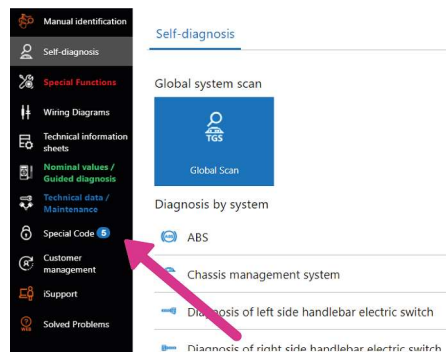 Manual identification
Self-diagnosis
Special Functions
Wiring Diagrams
Technical information
sheets
Nominal values /
Guided diagnosis
Technical data /
Maintenance
Special Code 5
Customer
management
iSupport
WEB
Solved Problems
Self-diagnosis
Global system scan
TGS
Global Scan
Diagnosis by system
ABS
ABS
Chassis management system
Diagnosis of left side handlebar electric switch
Diagnosis of right side handlebar electric switch